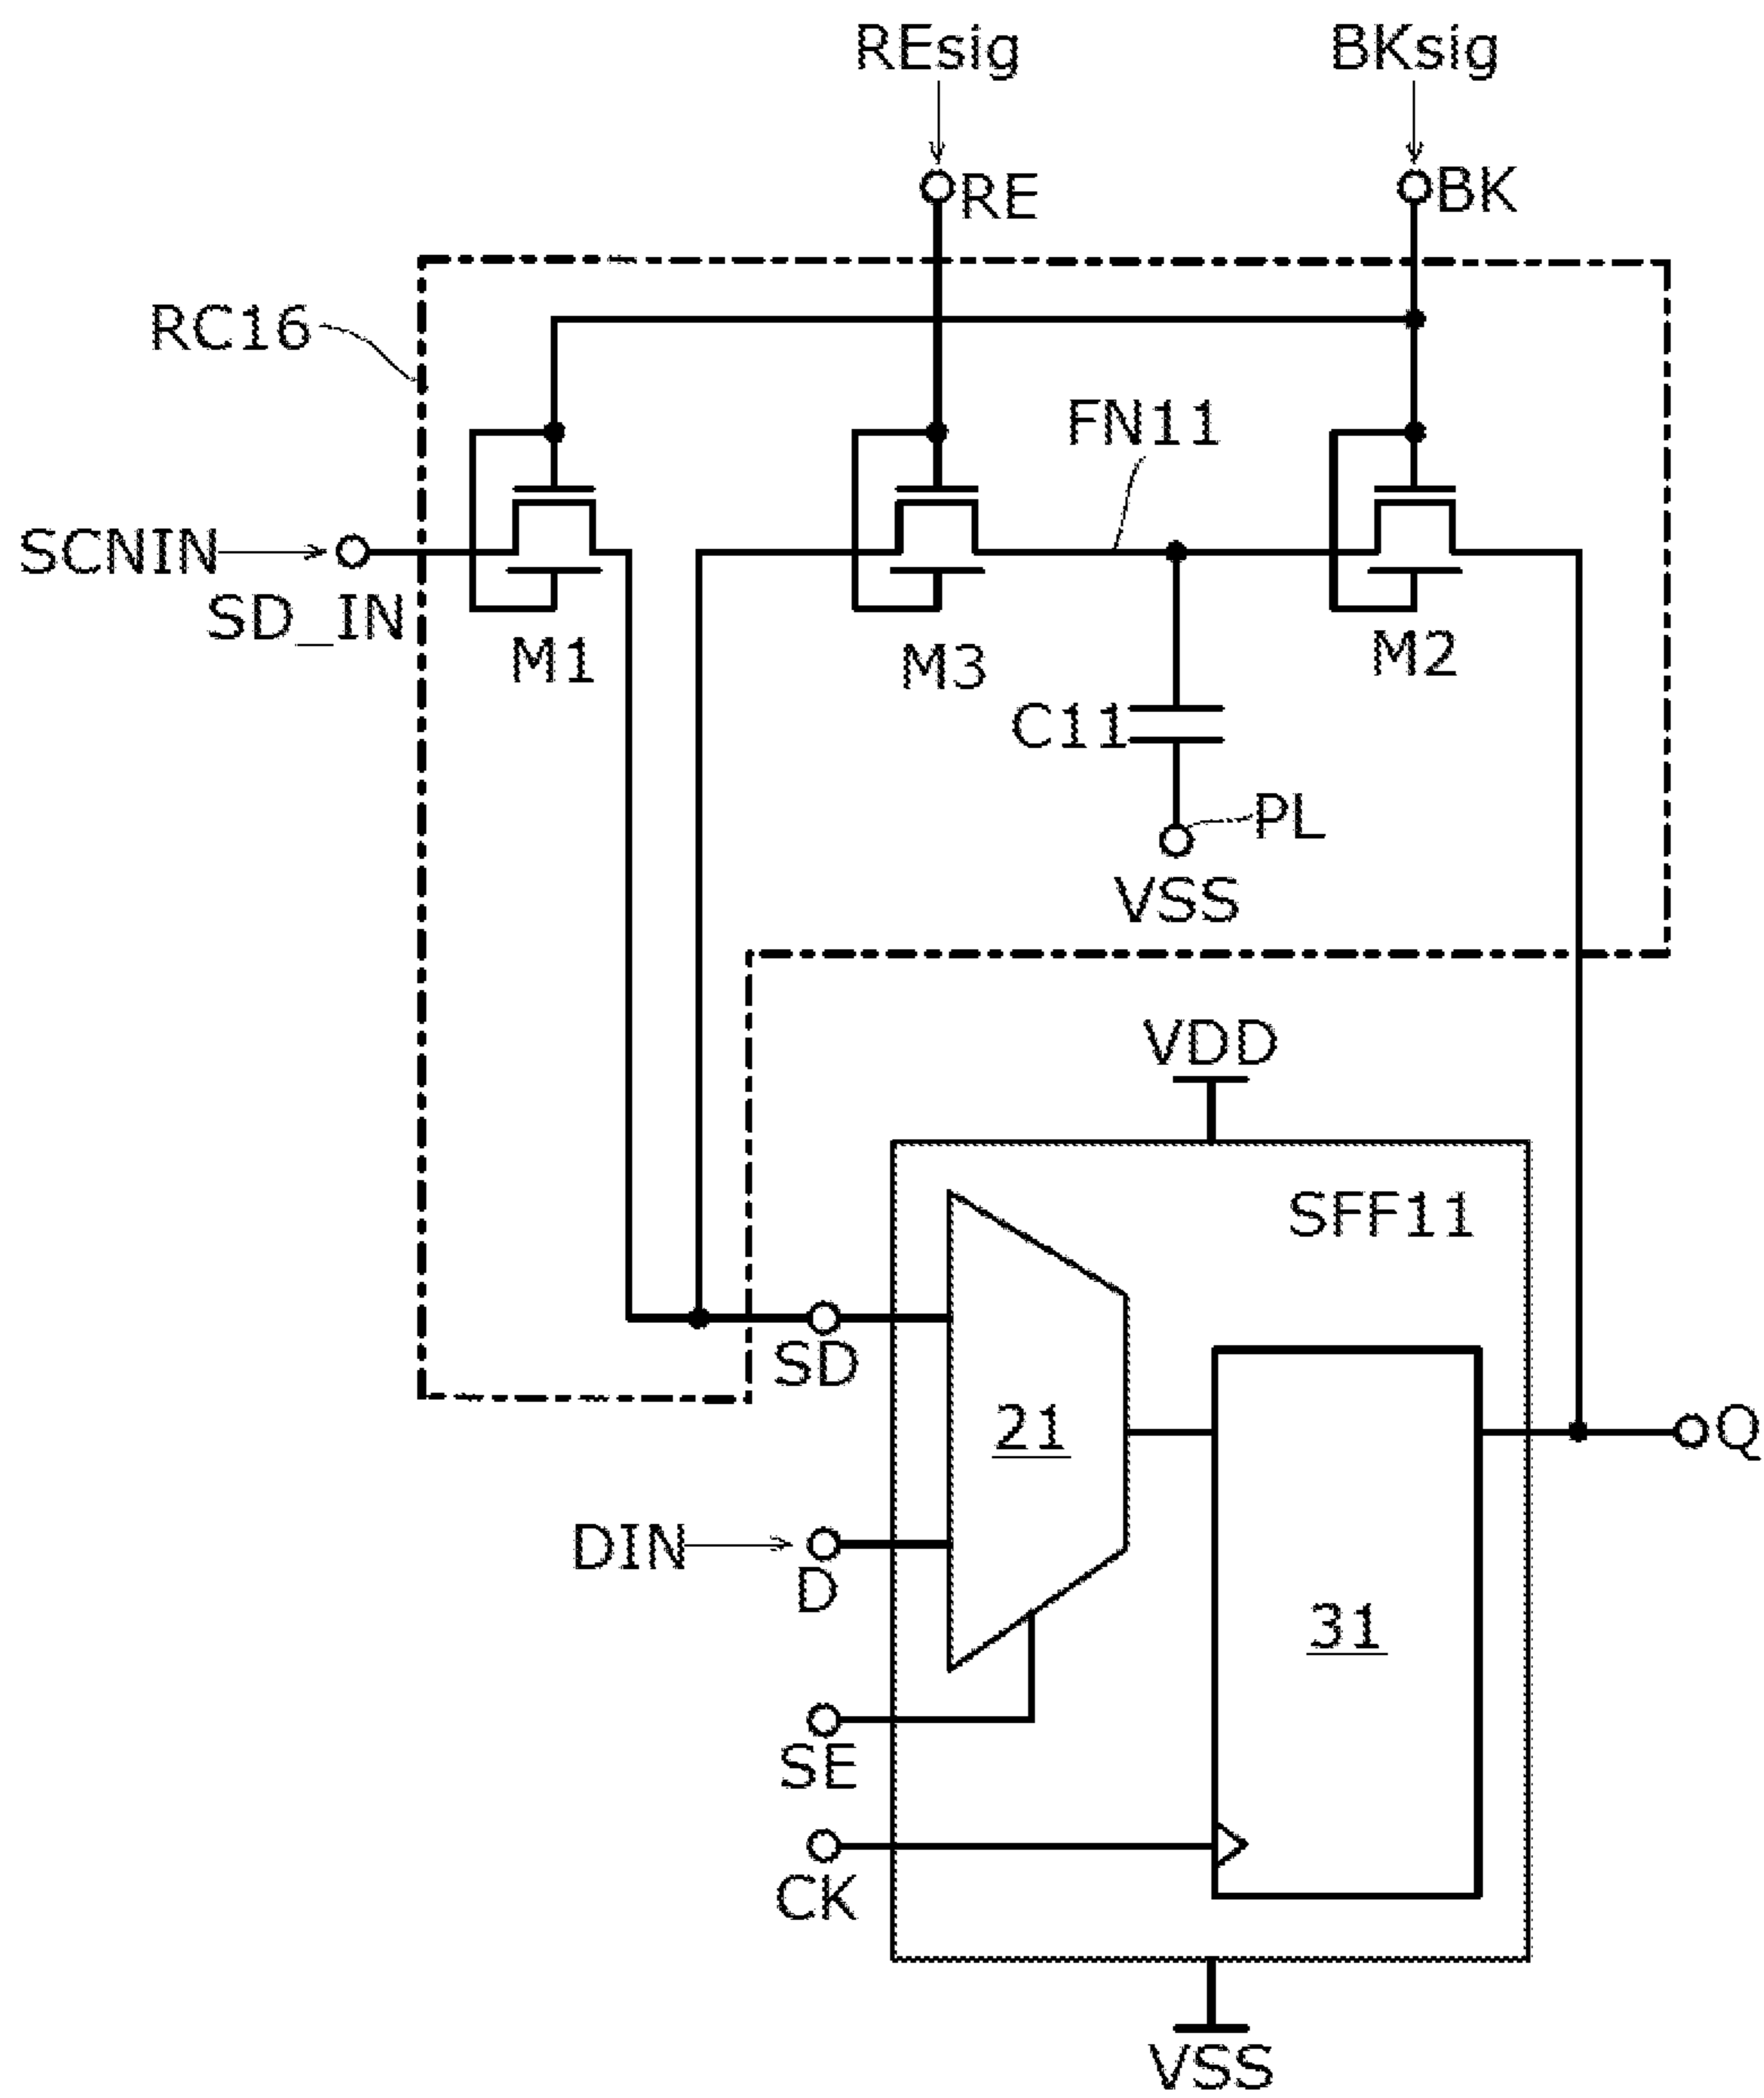 REsig
BKsig
RE
BK
RC16
FN11
SCNIN
SD_IN
M1
M3
M2
C11
PL
VSS
VDD
SFF11
SD
21
Q
DIN
D
31
SE
CK
VSS